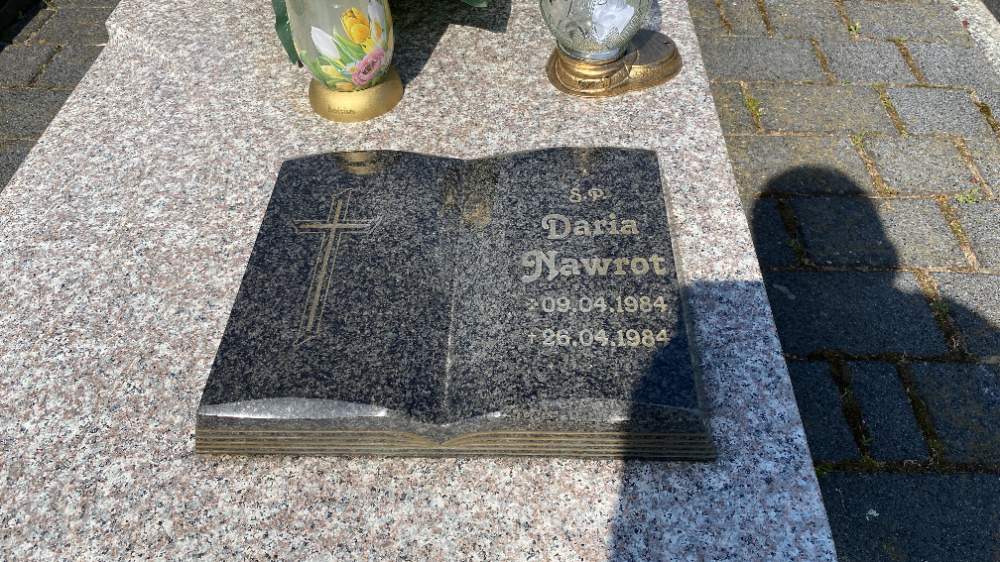 Ś.P.
Daria
Nawrot
* 09.04.1984
† 26.04.1984